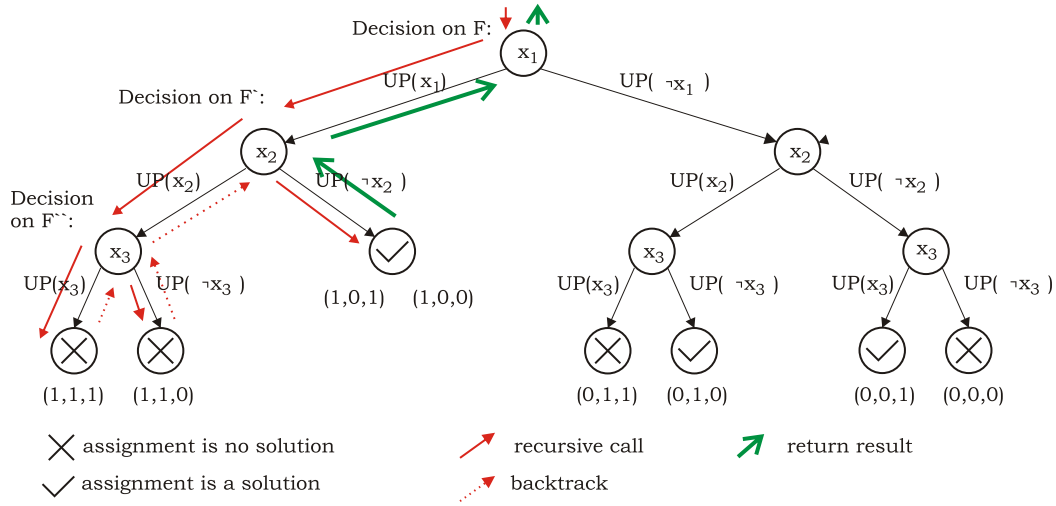 Decision on F:
x1
UP(x1)
UP( ¬x1 )
Decision on F`:
x2
x2
UP(x2)
UP( ¬x2 )
UP(x2)
UP( ¬x2 )
Decision
on F``:
x3
x3
x3
UP(x3)
UP( ¬x3 )
UP(x3)
UP( ¬x3 )
UP(x3)
UP( ¬x3 )
(1,0,1) (1,0,0)
(1,1,1) (1,1,0) (0,1,1) (0,1,0) (0,0,1) (0,0,0)
assignment is no solution
recursive call
return result
assignment is a solution
backtrack